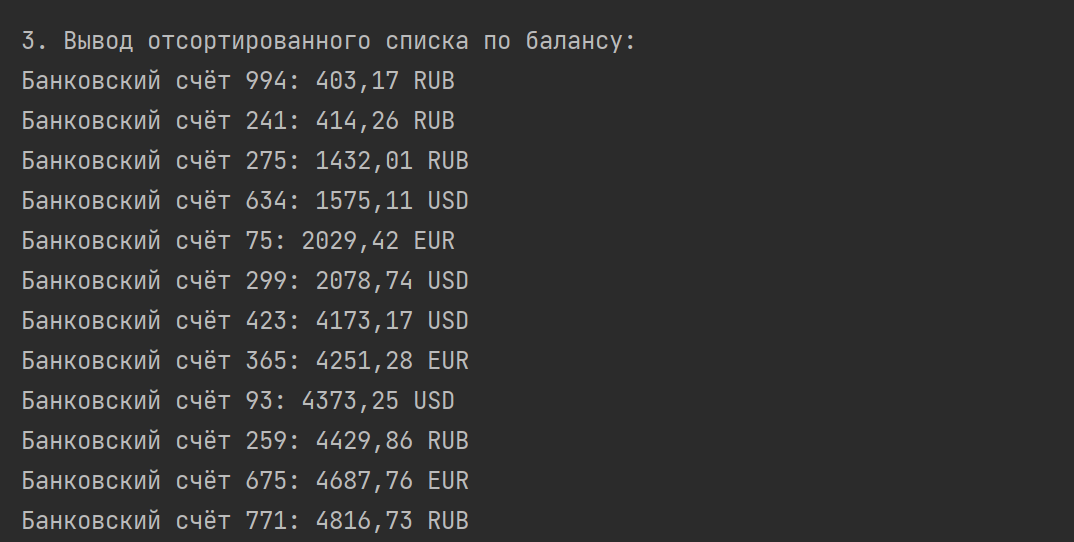 3. Вывод отсортированного списка по балансу:
Банковский счёт 994: 403,17 RUB
Банковский счёт 241: 414,26 RUB
Банковский счёт 275: 1432,01 RUB
Банковский счёт 634: 1575,11 USD
Банковский счёт 75: 2029,42 EUR
Банковский счёт 299: 2078,74 USD
Банковский счёт 423: 4173,17 USD
Банковский счёт 365: 4251,28 EUR
Банковский счёт 93: 4373,25 USD
Банковский счёт 259: 4429,86 RUB
Банковский счёт 675: 4687,76 EUR
Банковский счёт 771: 4816,73 RUB